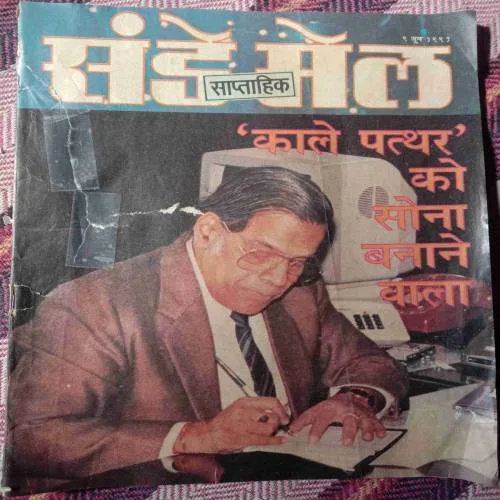 संडे मेल
साप्ताहिक
'काले पत्थर'
को
सोना
बनाने
वाला